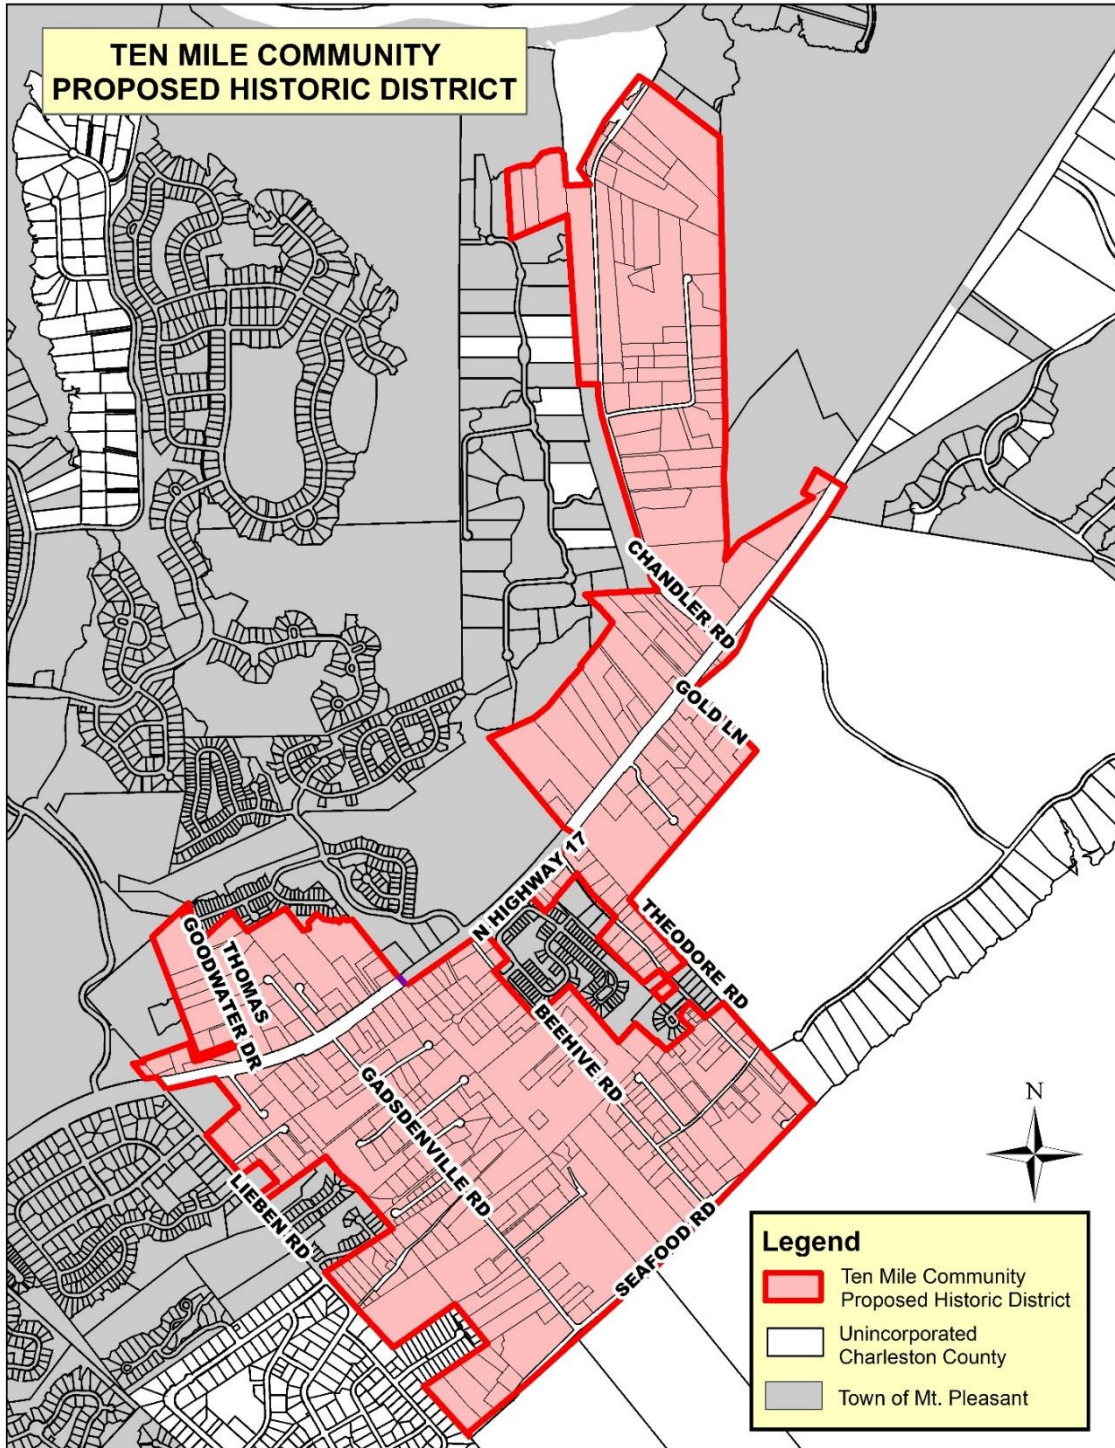 TEN MILE COMMUNITY
PROPOSED HISTORIC DISTRICT
CHANDLER RD
GOLD LN
N HIGHWAY 17
THEODORE RD
THOMAS
GOODWATER DR
BEEHIVE RD
GADSDENVILLE RD
LIEBEN RD
SEAFOOD RD
N
Legend
Ten Mile Community
Proposed Historic District
Unincorporated
Charleston County
Town of Mt. Pleasant